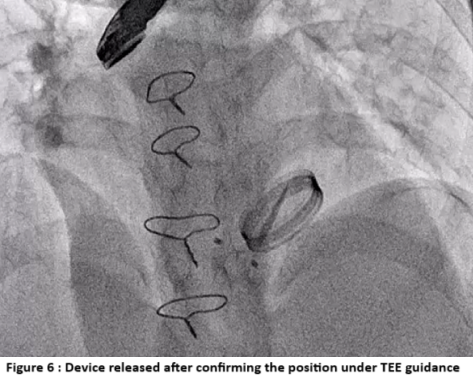 Figure 6 : Device released after confirming the position under TEE guidance